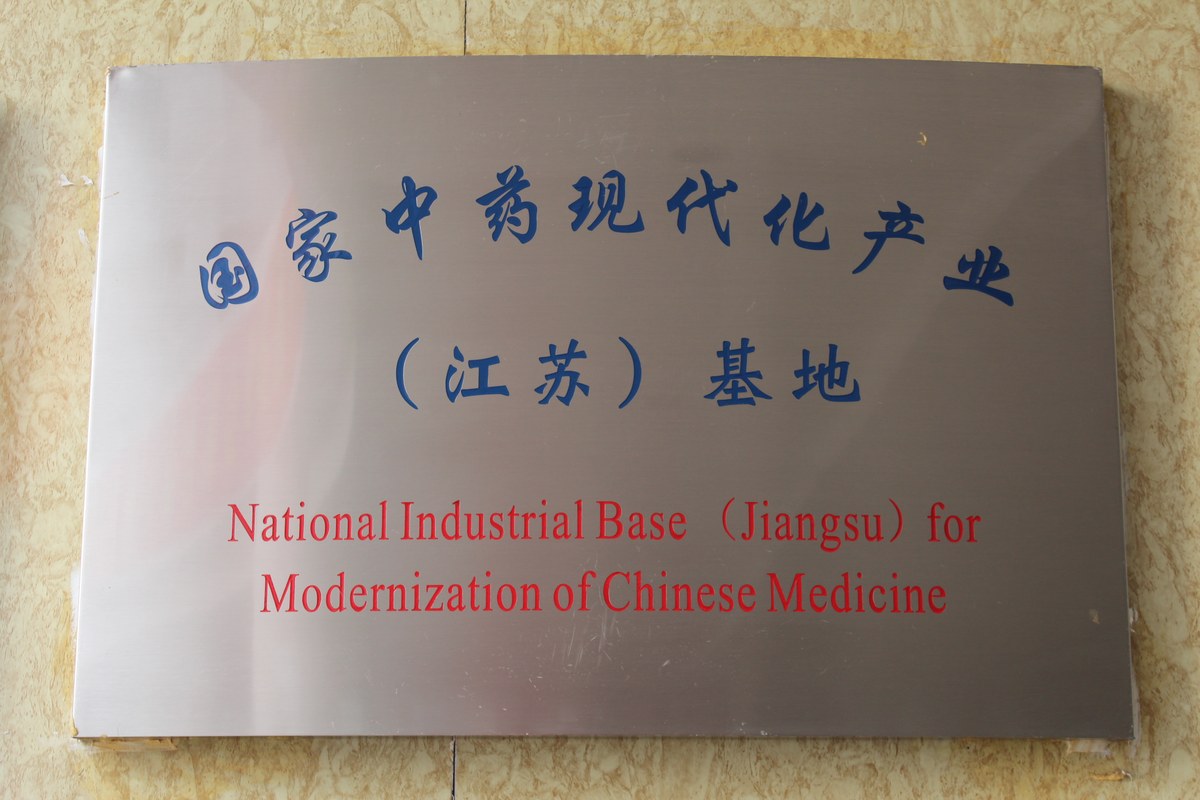 国家中药现代化产业
（江苏）基地
National Industrial Base （Jiangsu）for
Modernization of Chinese Medicine